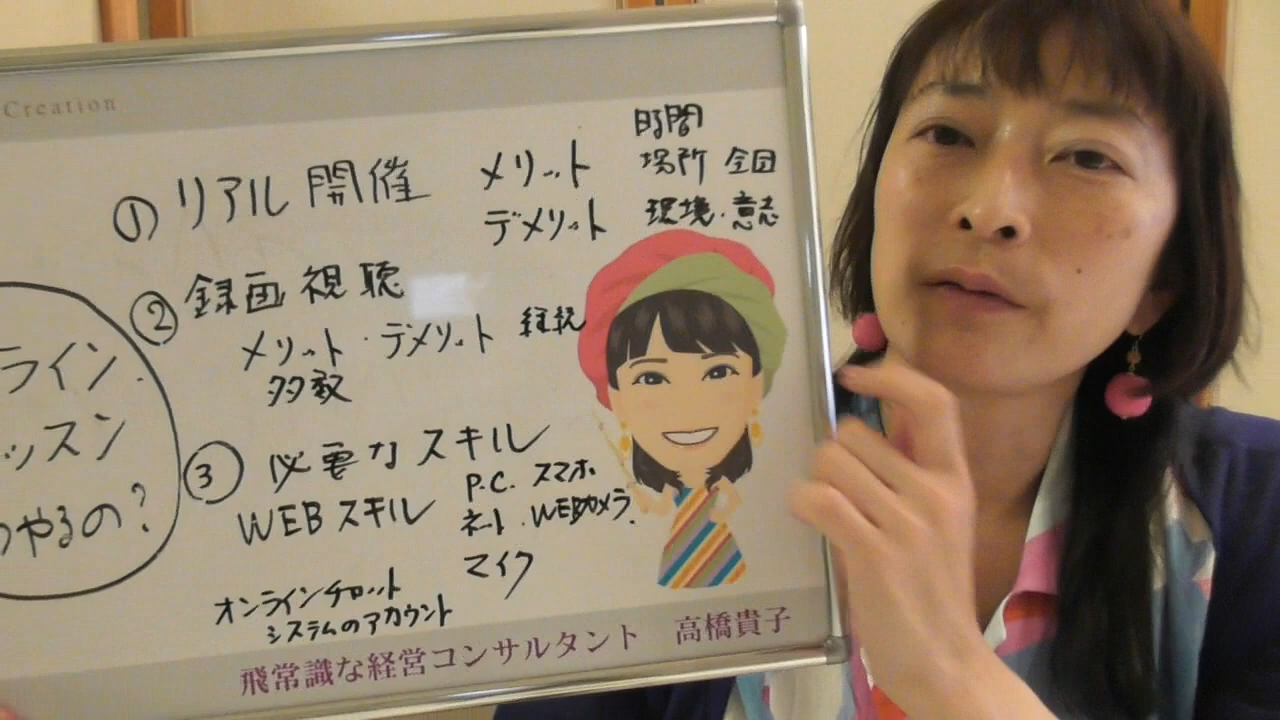 Creation
① リアル開催
メリット
デメリット
時間
場所 全国
環境・意志
② 録画視聴
メリット・デメリット 継続
多数
ライン
ッスン
やるの？
③ 必要なスキル
WEBスキル
P.C. スマホ
ネット・WEBカメラ
マイク
オンラインチャット
システムのアカウント
飛常識な経営コンサルタント 高橋貴子